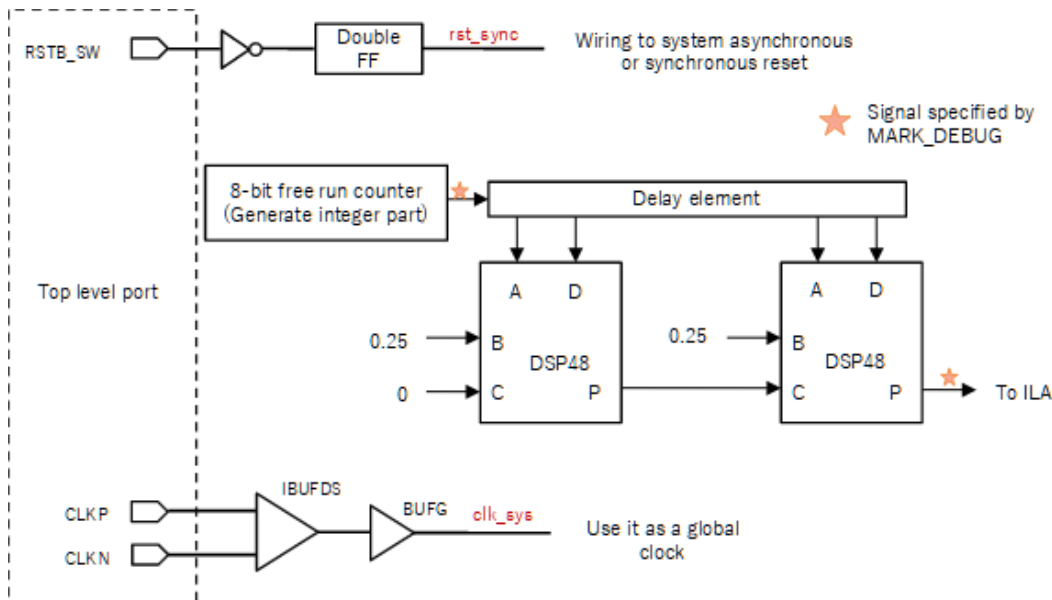 RSTB_SW
Double
FF
rst_sync
Wiring to system asynchronous
or synchronous reset
Signal specified by
MARK_DEBUG
8-bit free run counter
(Generate integer part)
Delay element
Top level port
A
D
0.25
B
DSP48
0
C
P
A
D
0.25
B
DSP48
C
P
To ILA
CLKP
CLKN
IBUFDS
BUFG
clk_sys
Use it as a global
clock